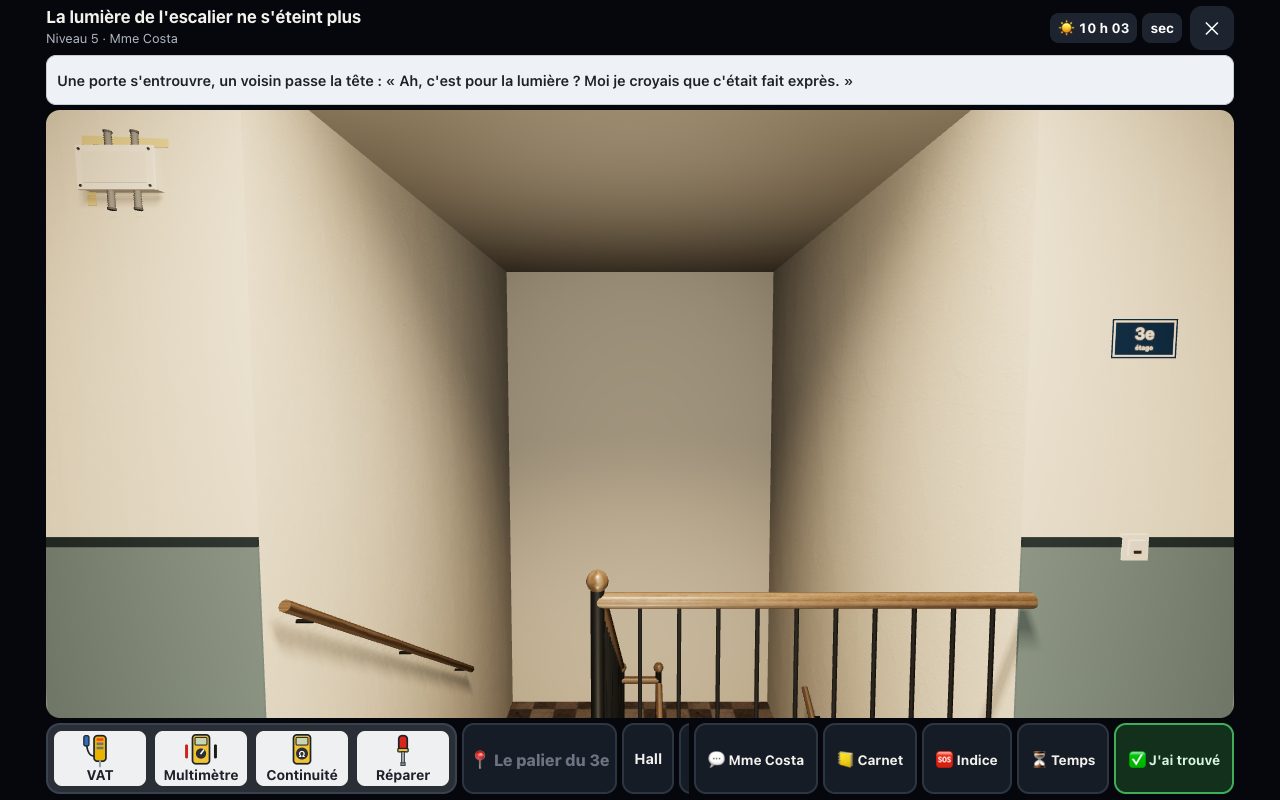 La lumière de l'escalier ne s'éteint plus
Niveau 5 · Mme Costa
10 h 03
sec
Une porte s'entrouvre, un voisin passe la tête : « Ah, c'est pour la lumière ? Moi je croyais que c'était fait exprès. »
3e
étage
VAT
Multimètre
Continuité
Réparer
Le palier du 3e
Hall
Mme Costa
Carnet
SOS
Indice
Temps
J'ai trouvé